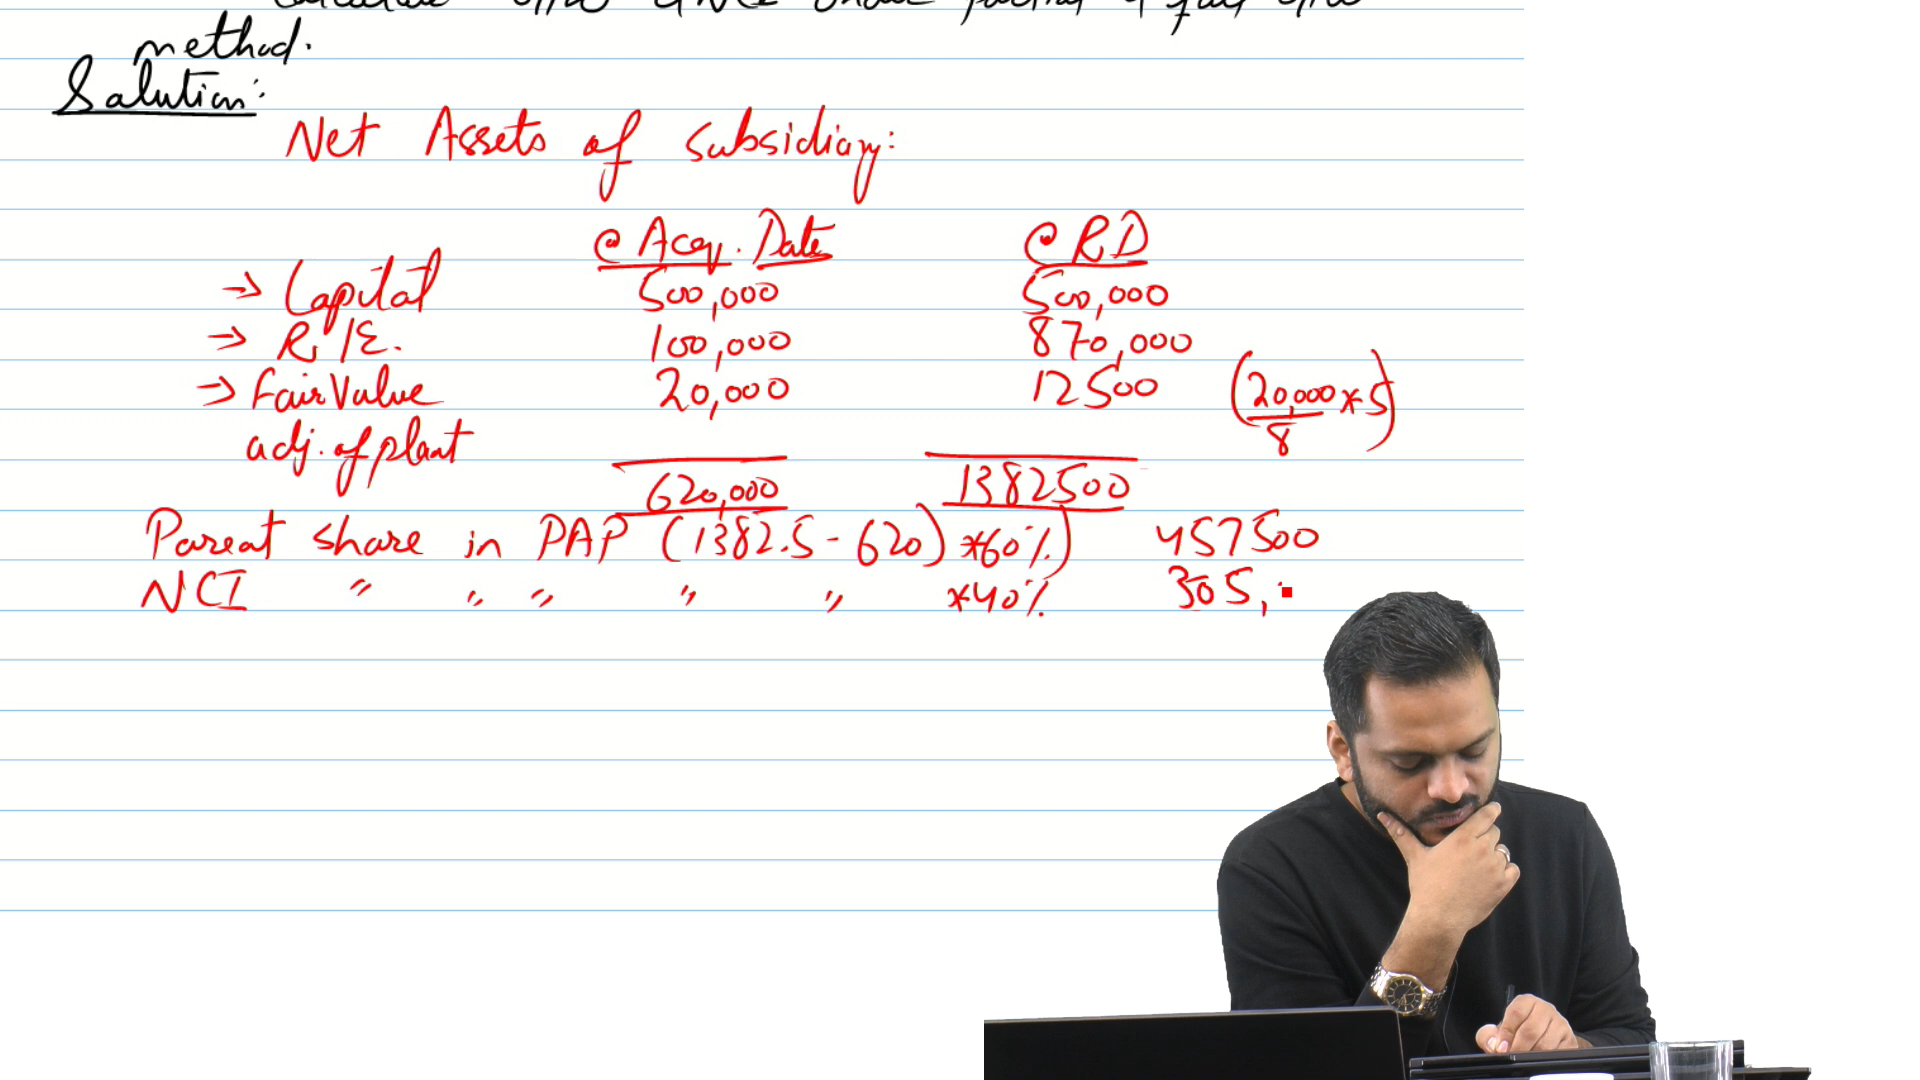 method.
Solution:
Net Assets of subsidiary:
@ Acq. Date @ RD
→ Capital 500,000 500,000
→ R/E. 100,000 870,000
→ Fair Value 20,000 12500 (20,000/8 * 5)
adj. of plant
620,000 1382500
Pareat share in PAP (1382.5 - 620) *60%) 457500
NCI " " " " " *40% 305,